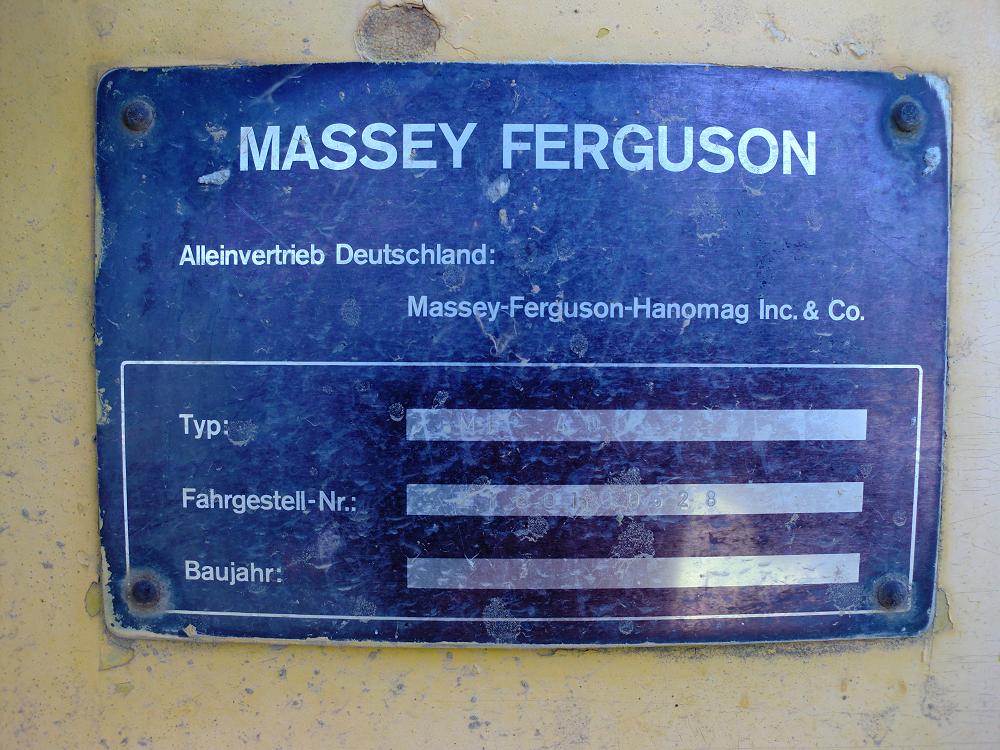 MASSEY FERGUSON
Alleinvertrieb Deutschland:
Massey-Ferguson-Hanomag Inc. & Co.
Typ:
Fahrgestell-Nr.:
Baujahr: